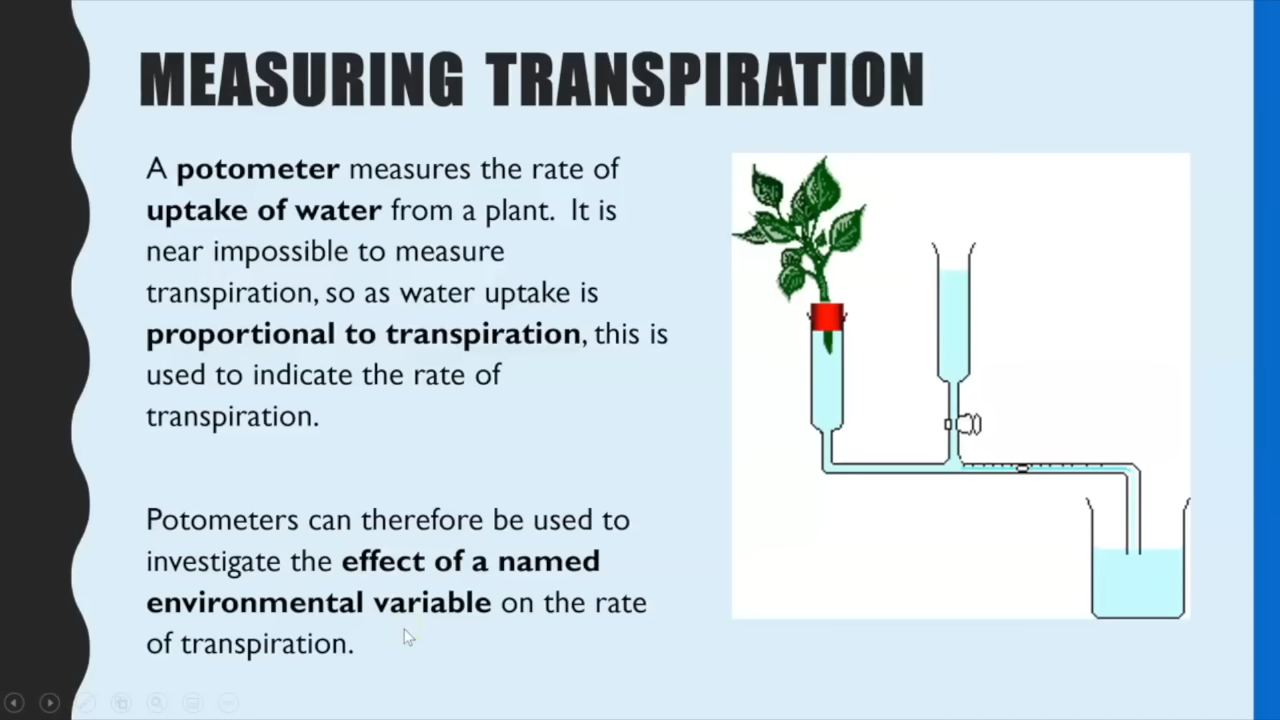 MEASURING TRANSPIRATION
A potometer measures the rate of
uptake of water from a plant.  It is
near impossible to measure
transpiration, so as water uptake is
proportional to transpiration, this is
used to indicate the rate of
transpiration.
Potometers can therefore be used to
investigate the effect of a named
environmental variable on the rate
of transpiration.